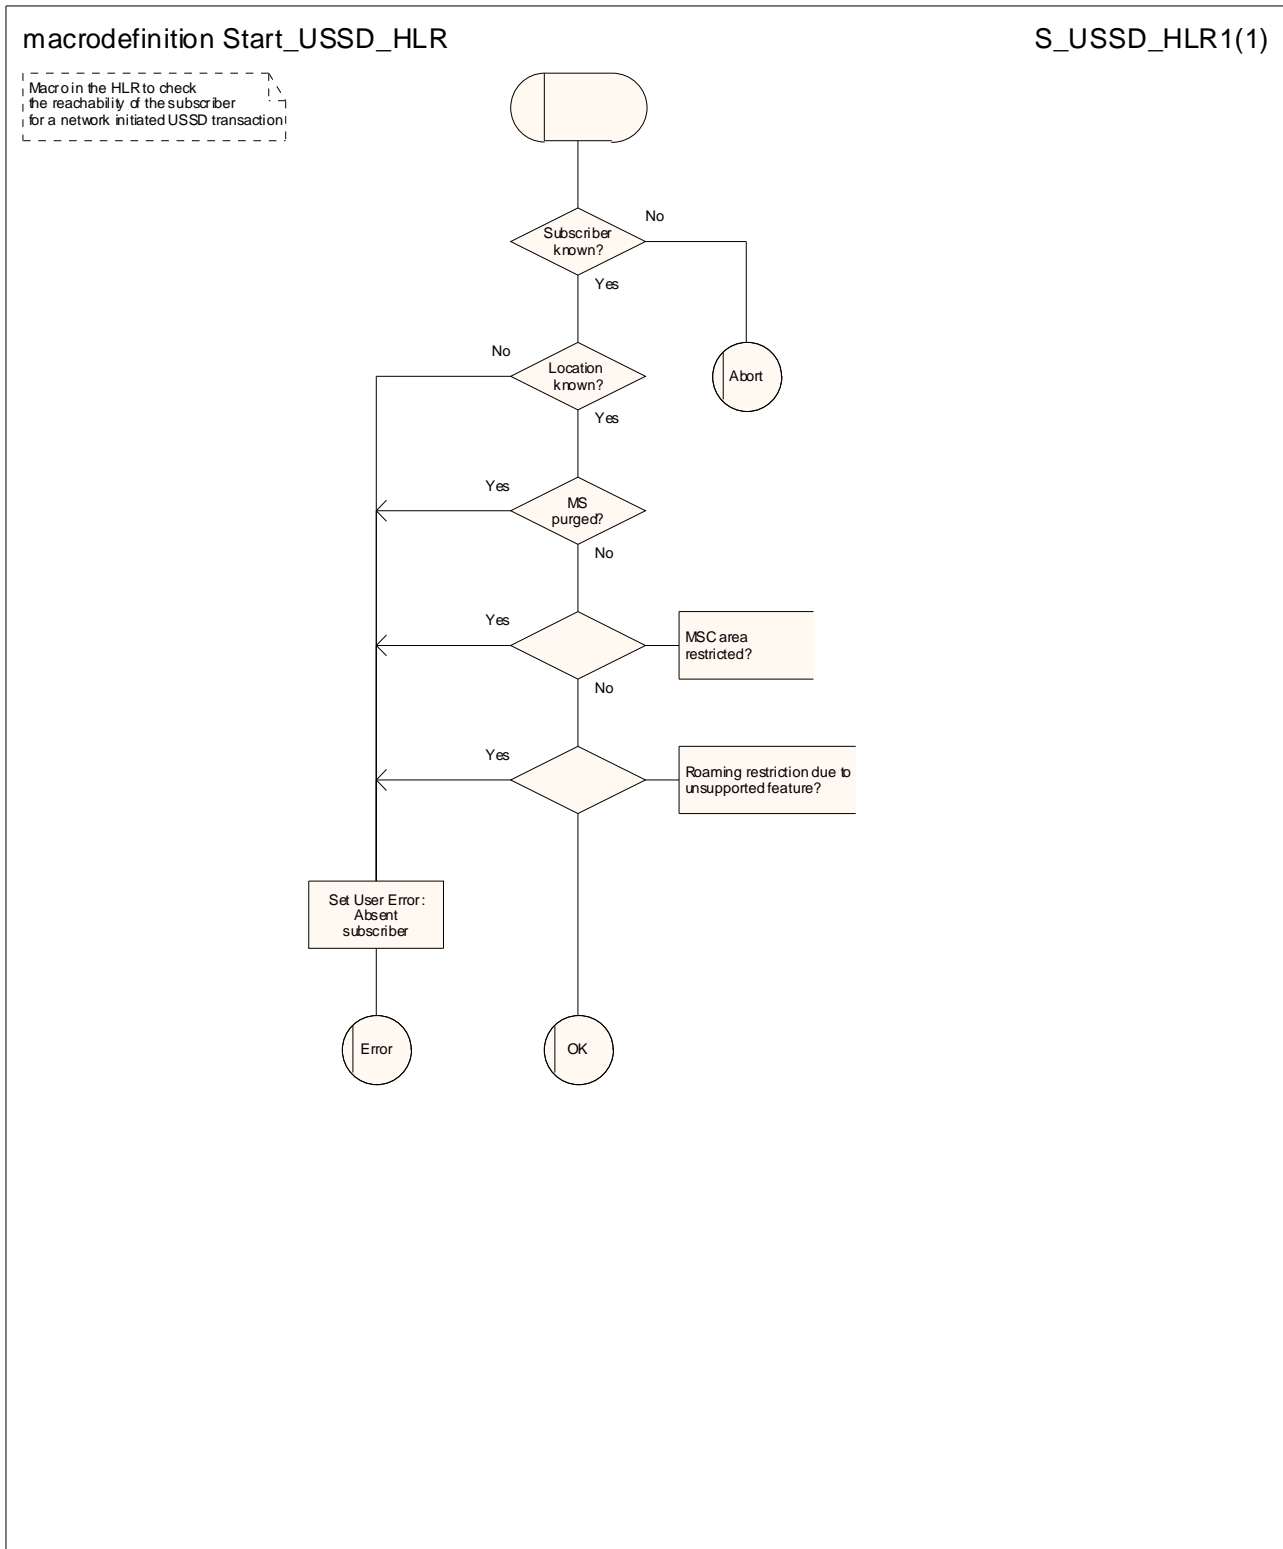 macrodefinition Start_USSD_HLR
S_USSD_HLR1(1)
Macro in the HLR to check
the reachability of the subscriber
for a network initiated USSD transaction
Subscriber
known?
No
Yes
No
Location
known?
Abort
Yes
Yes
MS
purged?
No
Yes
MSC area
restricted?
No
Yes
Roaming restriction due to
unsupported feature?
Set User Error:
Absent
subscriber
Error
OK